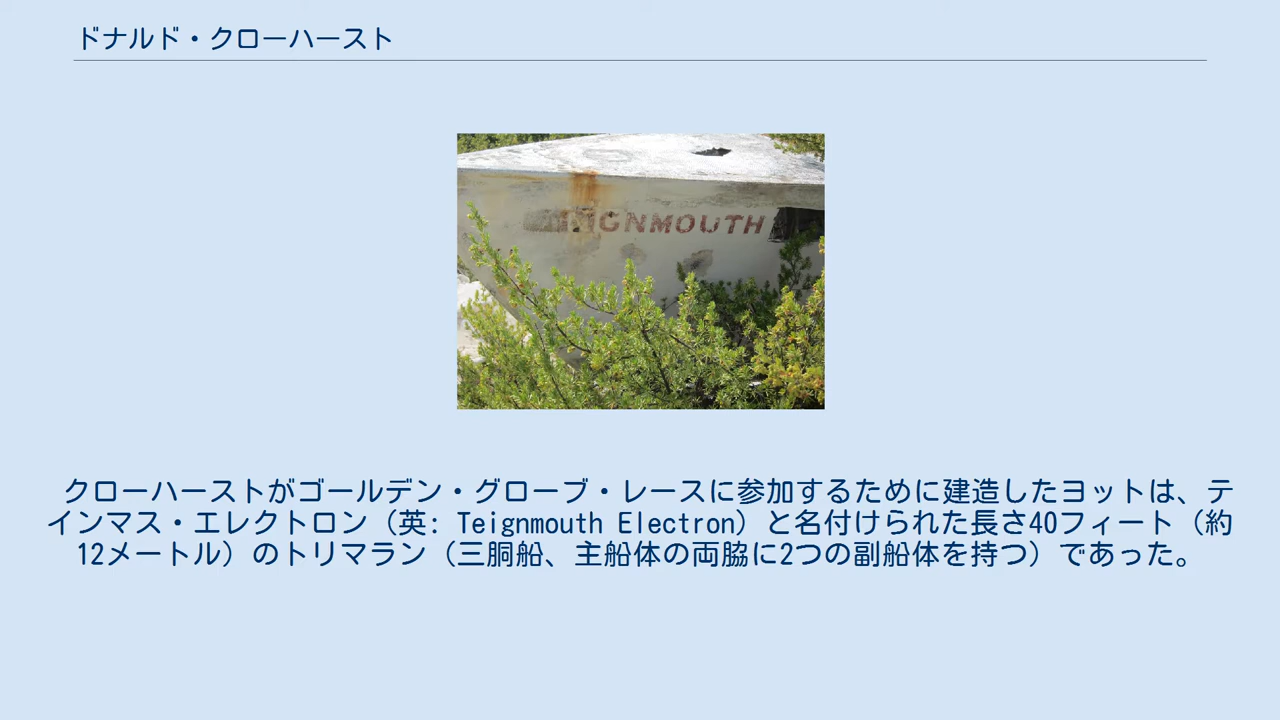 ドナルド・クローハースト
GNMOUTH
クローハーストがゴールデン・グローブ・レースに参加するために建造したヨットは、テ
インマス・エレクトロン（英: Teignmouth Electron）と名付けられた長さ40フィート（約
12メートル）のトリマラン（三胴船、主船体の両脇に2つの副船体を持つ）であった。